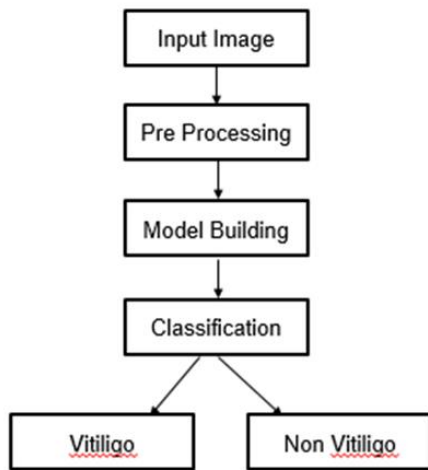 Input Image
Pre Processing
Model Building
Classification
Vitiligo
Non Vitiligo